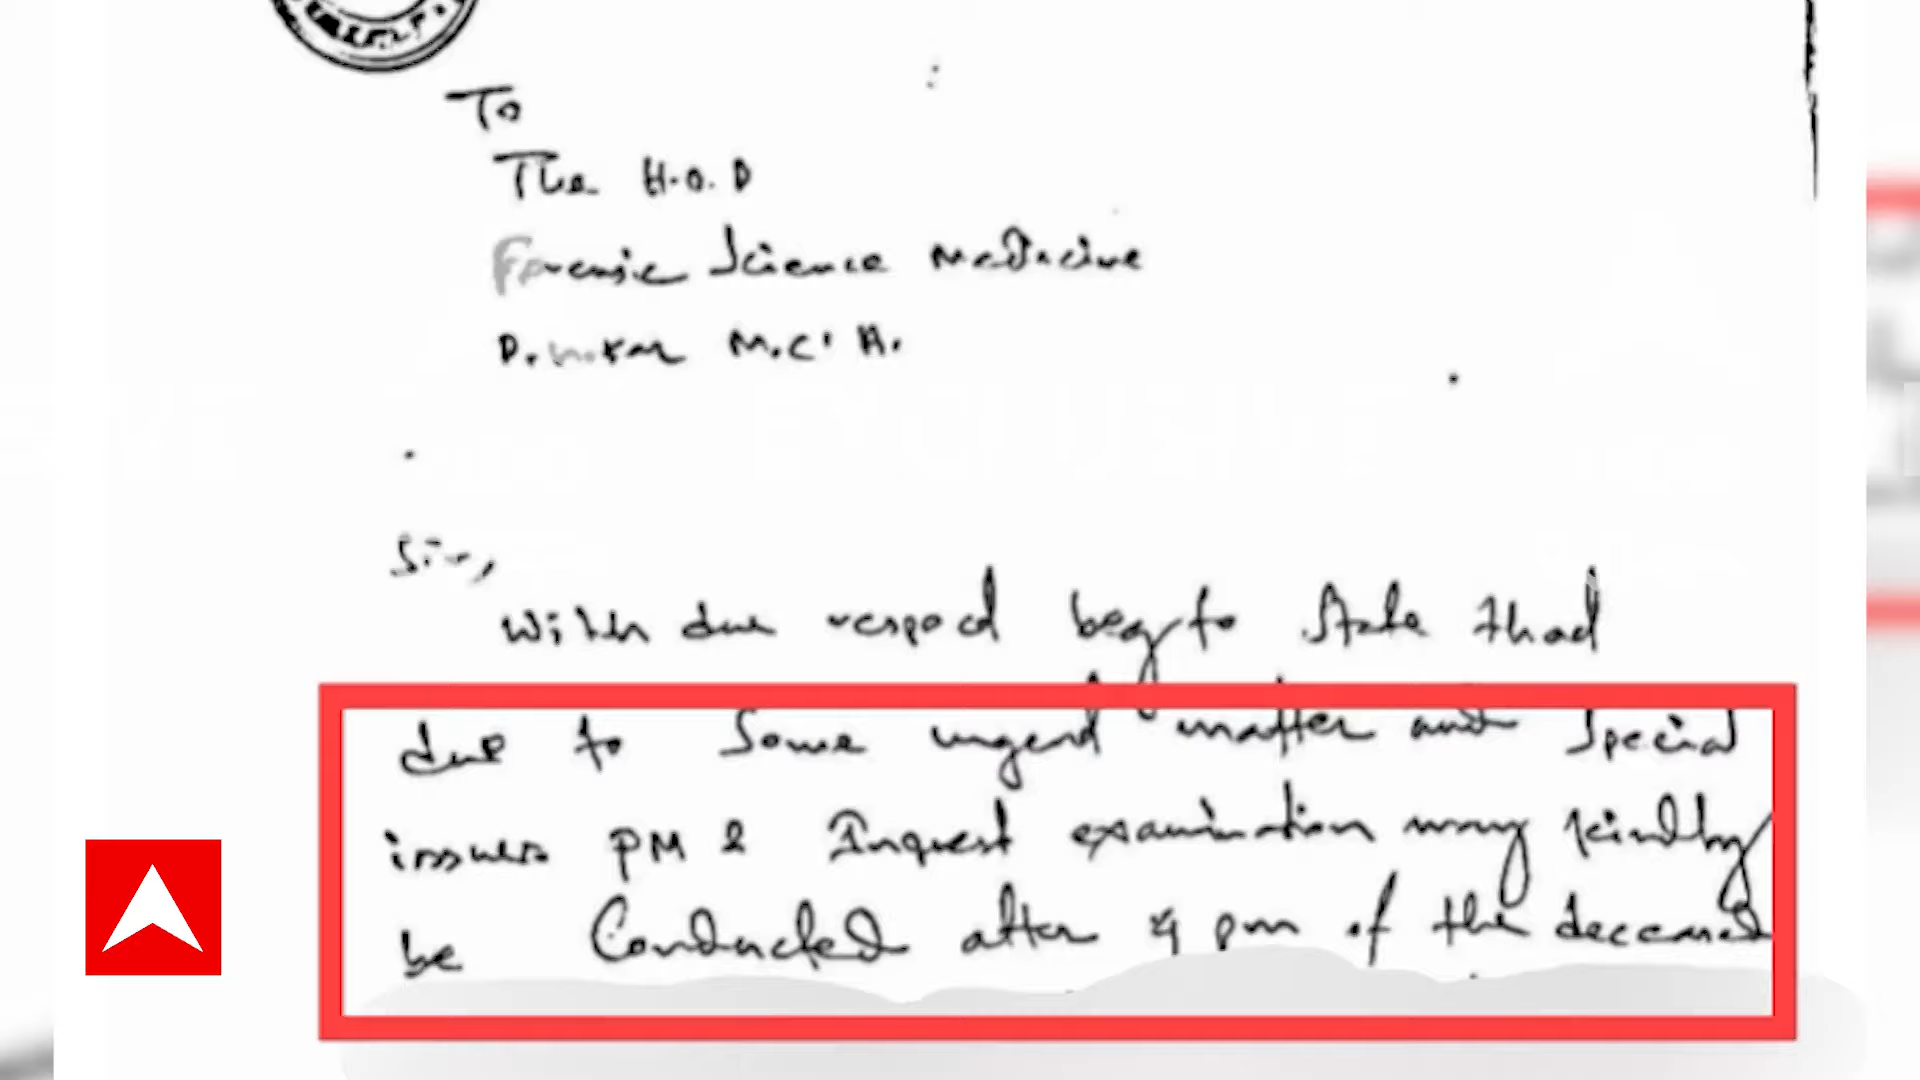 To
The H.O.D
Forensic Science Medicine
M.C.H.
Sir,
With due respect beg to State that
due to Some urgent matter and Special
issues PM & Inquest examination may kindly
be Conducted after 4 pm of the deceased